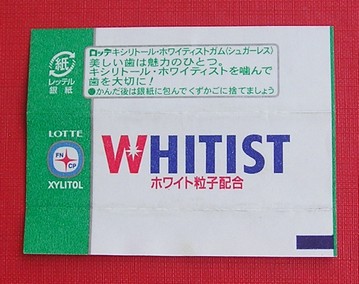 紙
レッテル
銀紙
ロッテキシリトール・ホワイティストガム(シュガーレス)
美しい歯は魅力のひとつ。
キシリトール・ホワイティストを噛んで
歯を大切に!
●かんだ後は銀紙に包んでくずかごに捨てましょう
LOTTE
FN
CP
XYLITOL
WHITIST
ホワイト粒子配合